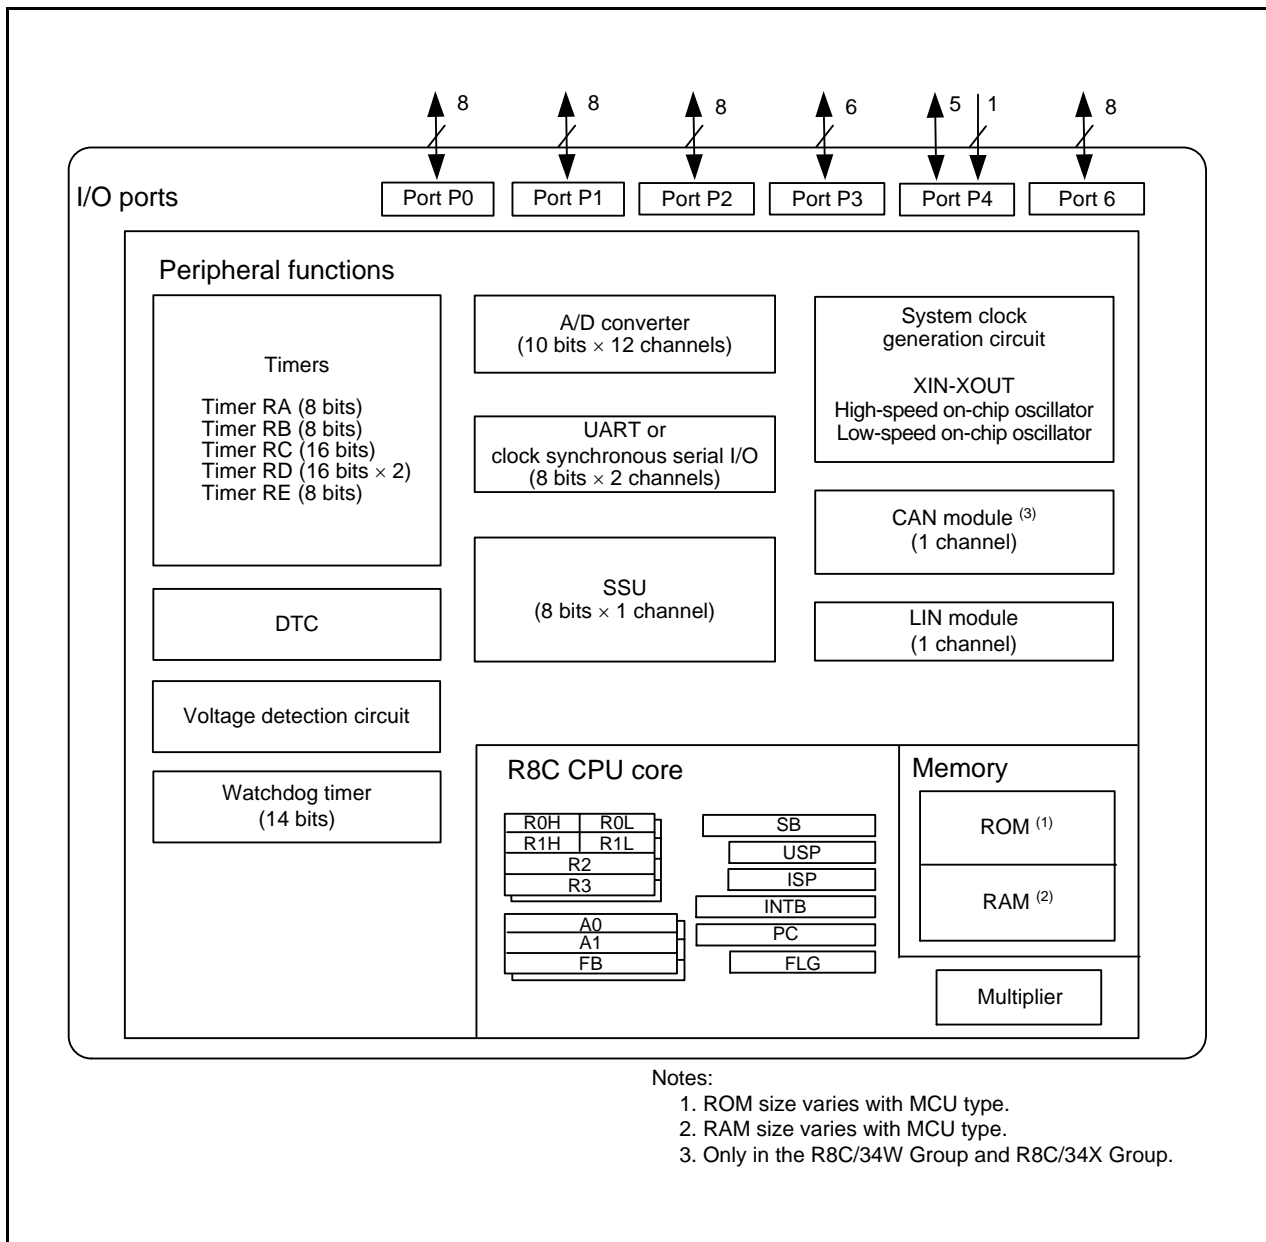 8
8
8
6
5
1
8
I/O ports
Port P0
Port P1
Port P2
Port P3
Port P4
Port 6
Peripheral functions
Timers
Timer RA (8 bits)
Timer RB (8 bits)
Timer RC (16 bits)
Timer RD (16 bits × 2)
Timer RE (8 bits)
DTC
Voltage detection circuit
Watchdog timer
(14 bits)
A/D converter
(10 bits × 12 channels)
UART or
clock synchronous serial I/O
(8 bits × 2 channels)
SSU
(8 bits × 1 channel)
System clock
generation circuit
XIN-XOUT
High-speed on-chip oscillator
Low-speed on-chip oscillator
CAN module (3)
(1 channel)
LIN module
(1 channel)
R8C CPU core
R0H
R0L
R1H
R1L
R2
R3
A0
A1
FB
SB
USP
ISP
INTB
PC
FLG
Memory
ROM (1)
RAM (2)
Multiplier
Notes:
1. ROM size varies with MCU type.
2. RAM size varies with MCU type.
3. Only in the R8C/34W Group and R8C/34X Group.